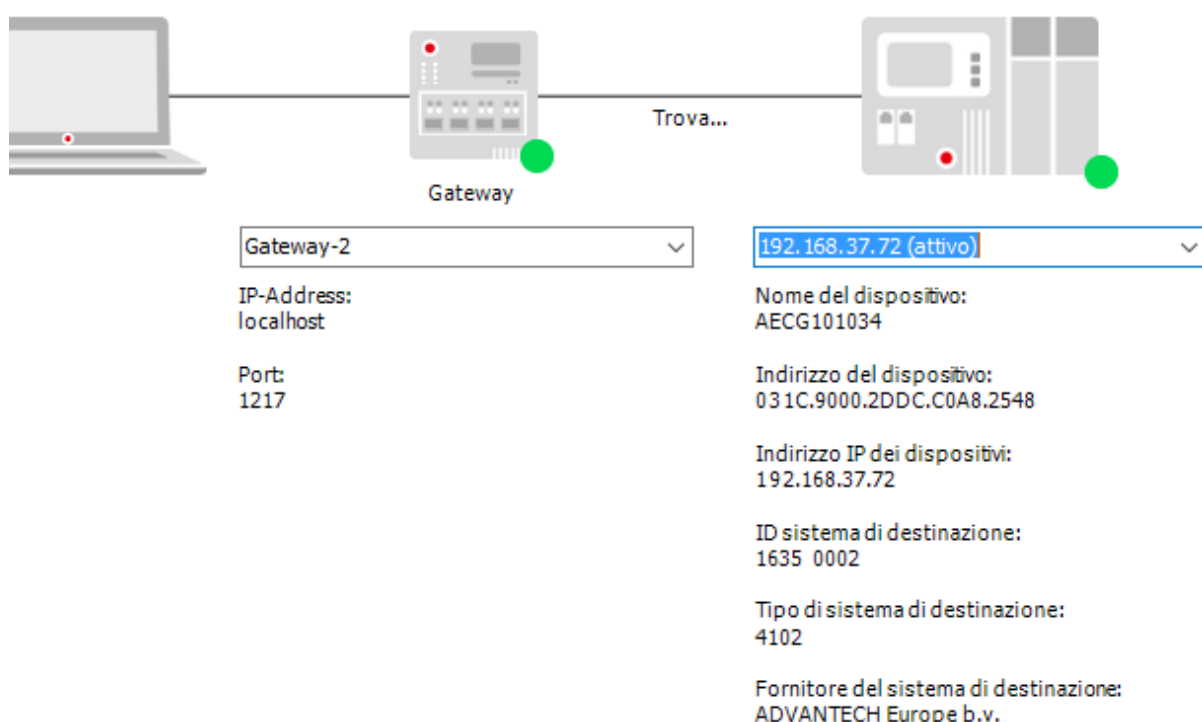 Trova...
Gateway
Gateway-2
192.168.37.72 (attivo)
IP-Address:
localhost
Port:
1217
Nome del dispositivo:
AECG101034
Indirizzo del dispositivo:
031C.9000.2DDC.C0A8.2548
Indirizzo IP dei dispositivi:
192.168.37.72
ID sistema di destinazione:
1635 0002
Tipo di sistema di destinazione:
4102
Fornitore del sistema di destinazione:
ADVANTECH Europe b.v.